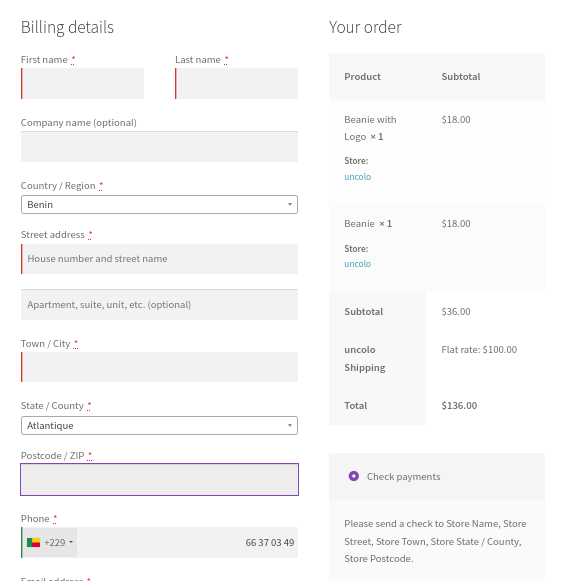 Billing details
First name *
Last name *
Company name (optional)
Country / Region *
Benin
Street address *
House number and street name
Apartment, suite, unit, etc. (optional)
Town / City *
State / County *
Atlantique
Postcode / ZIP *
Phone *
+229
66 37 03 49
Email address *
Your order
Product Subtotal
Beanie with $18.00
Logo × 1
Store:
uncolo
Beanie × 1 $18.00
Store:
uncolo
Subtotal $36.00
uncolo Flat rate: $100.00
Shipping
Total $136.00
Check payments
Please send a check to Store Name, Store
Street, Store Town, Store State / County,
Store Postcode.